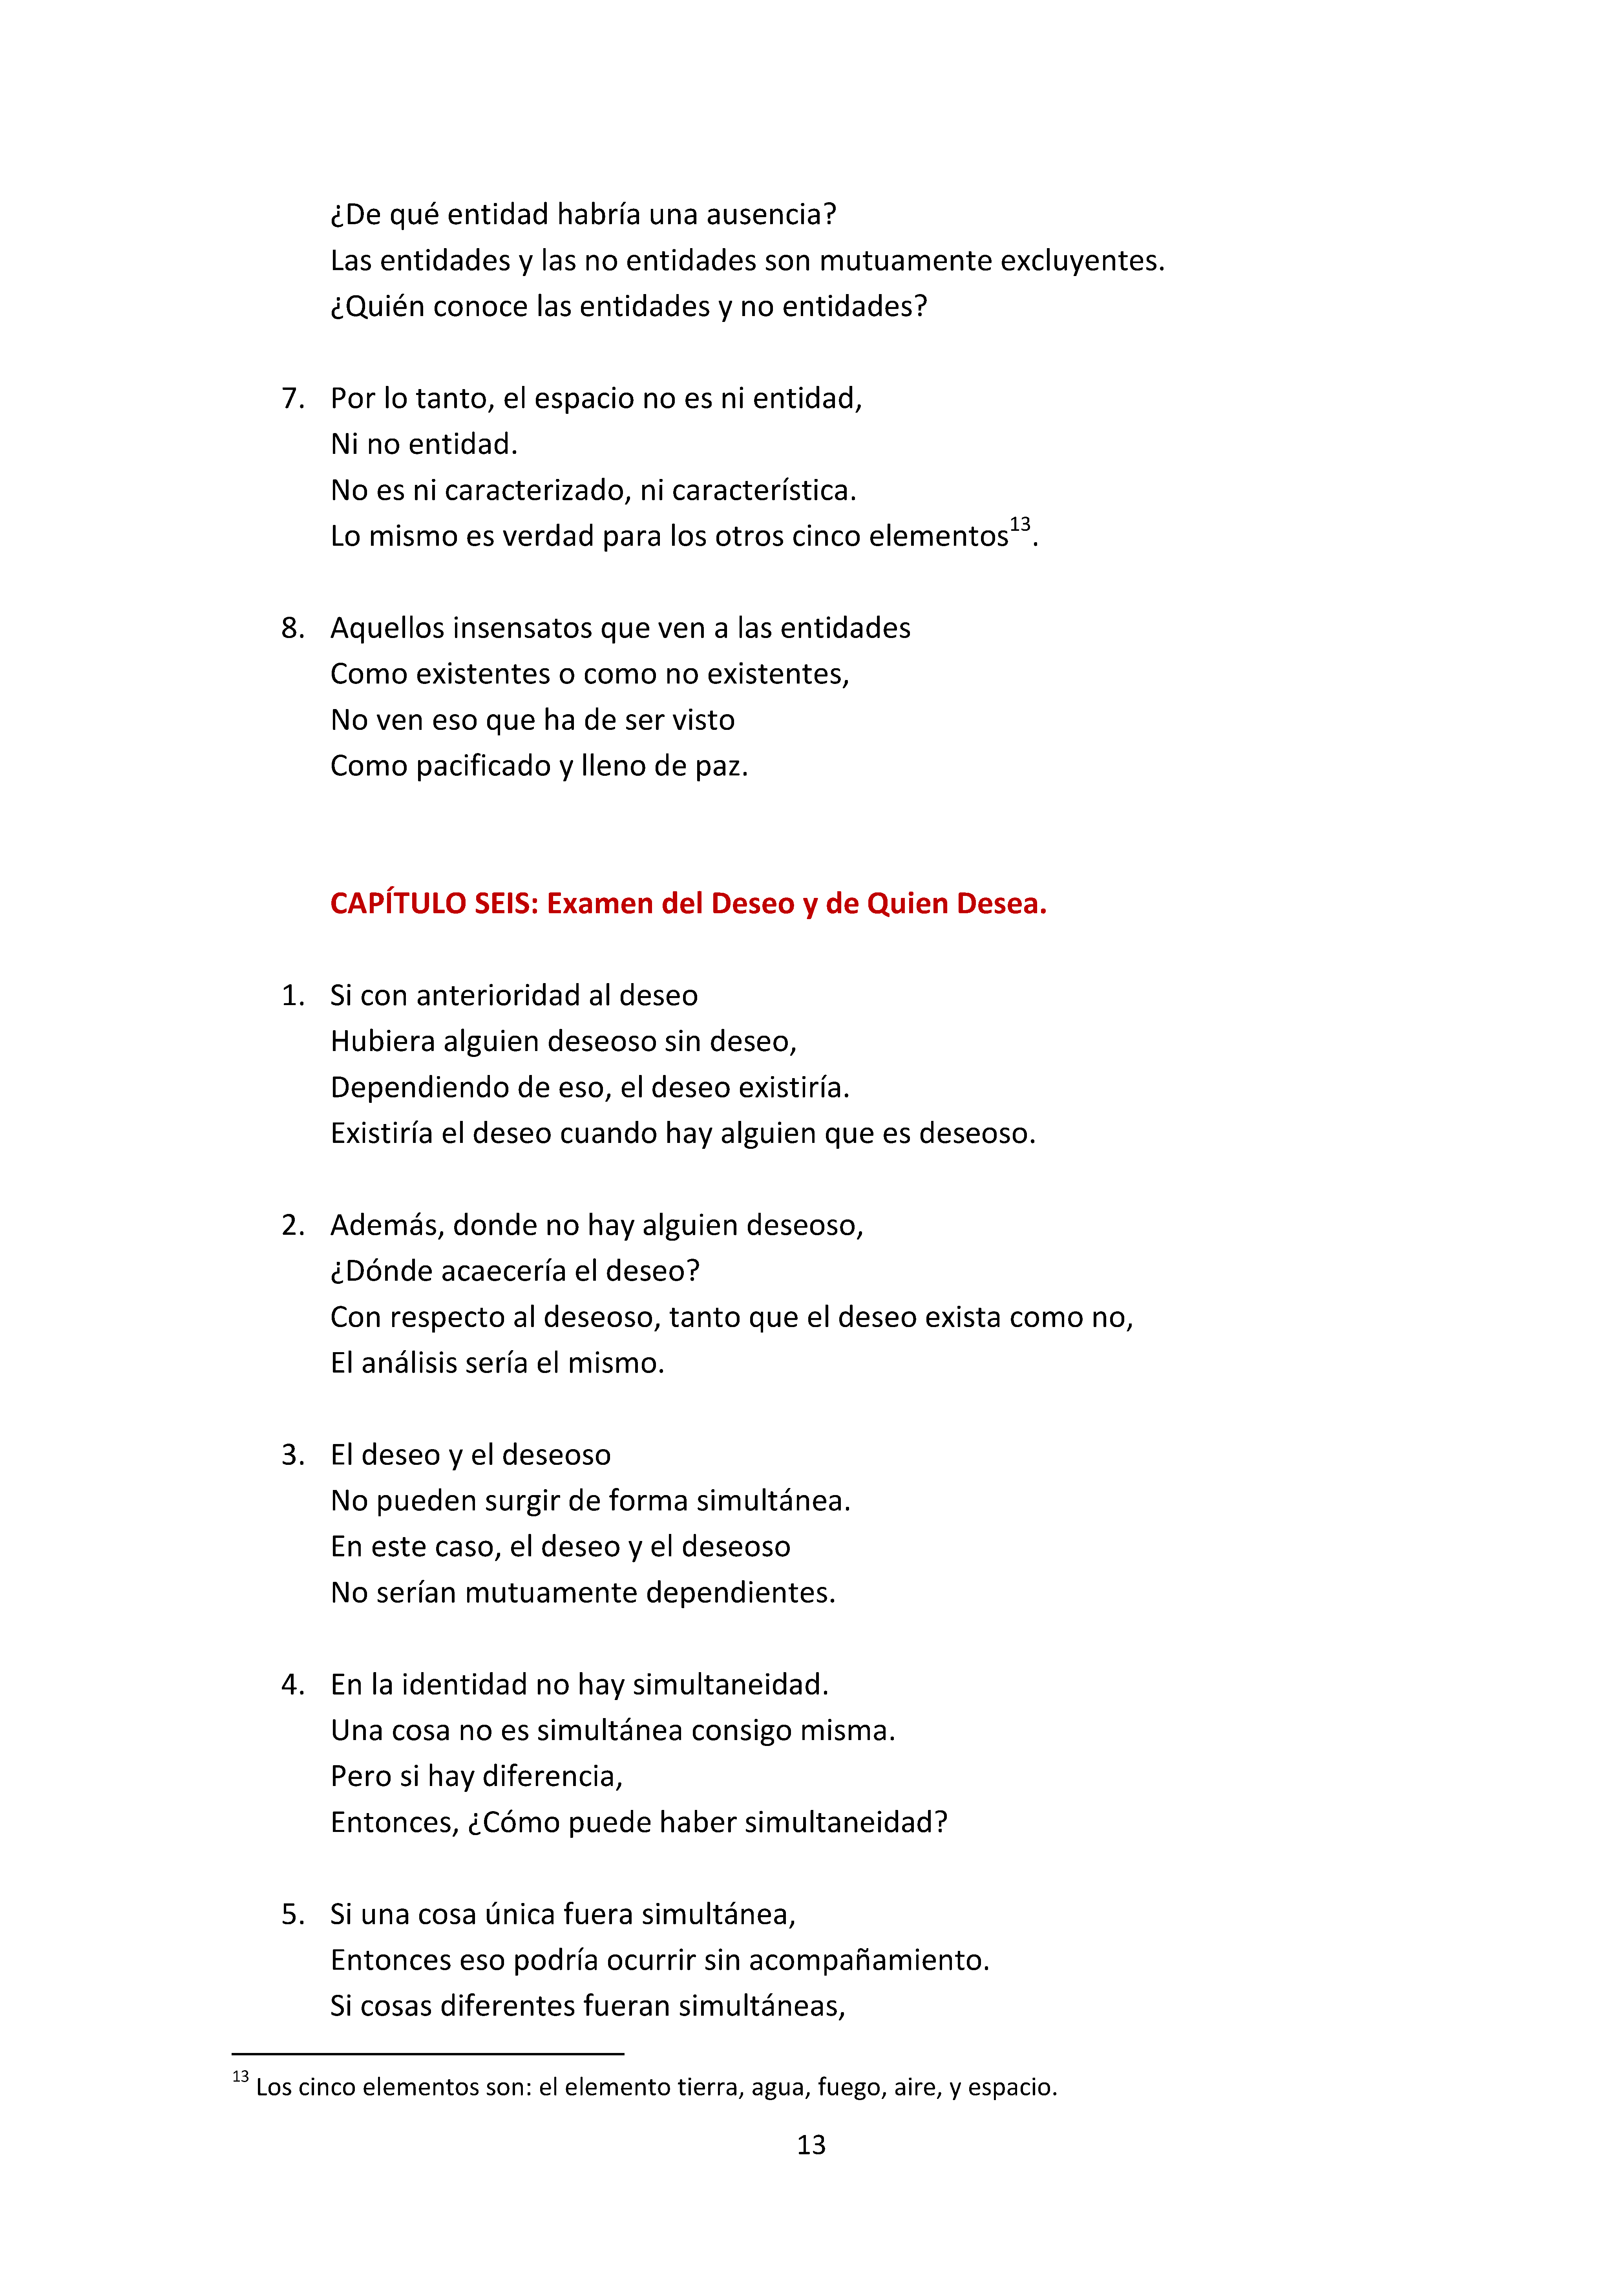 ¿De qué entidad habría una ausencia?
Las entidades y las no entidades son mutuamente excluyentes.
¿Quién conoce las entidades y no entidades?
7. Por lo tanto, el espacio no es ni entidad,
Ni no entidad.
No es ni caracterizado, ni característica.
Lo mismo es verdad para los otros cinco elementos13.
8. Aquellos insensatos que ven a las entidades
Como existentes o como no existentes,
No ven eso que ha de ser visto
Como pacificado y lleno de paz.
CAPÍTULO SEIS: Examen del Deseo y de Quien Desea.
1. Si con anterioridad al deseo
Hubiera alguien deseoso sin deseo,
Dependiendo de eso, el deseo existiría.
Existiría el deseo cuando hay alguien que es deseoso.
2. Además, donde no hay alguien deseoso,
¿Dónde acaecería el deseo?
Con respecto al deseoso, tanto que el deseo exista como no,
El análisis sería el mismo.
3. El deseo y el deseoso
No pueden surgir de forma simultánea.
En este caso, el deseo y el deseoso
No serían mutuamente dependientes.
4. En la identidad no hay simultaneidad.
Una cosa no es simultánea consigo misma.
Pero si hay diferencia,
Entonces, ¿Cómo puede haber simultaneidad?
5. Si una cosa única fuera simultánea,
Entonces eso podría ocurrir sin acompañamiento.
Si cosas diferentes fueran simultáneas,
13 Los cinco elementos son: el elemento tierra, agua, fuego, aire, y espacio.
13